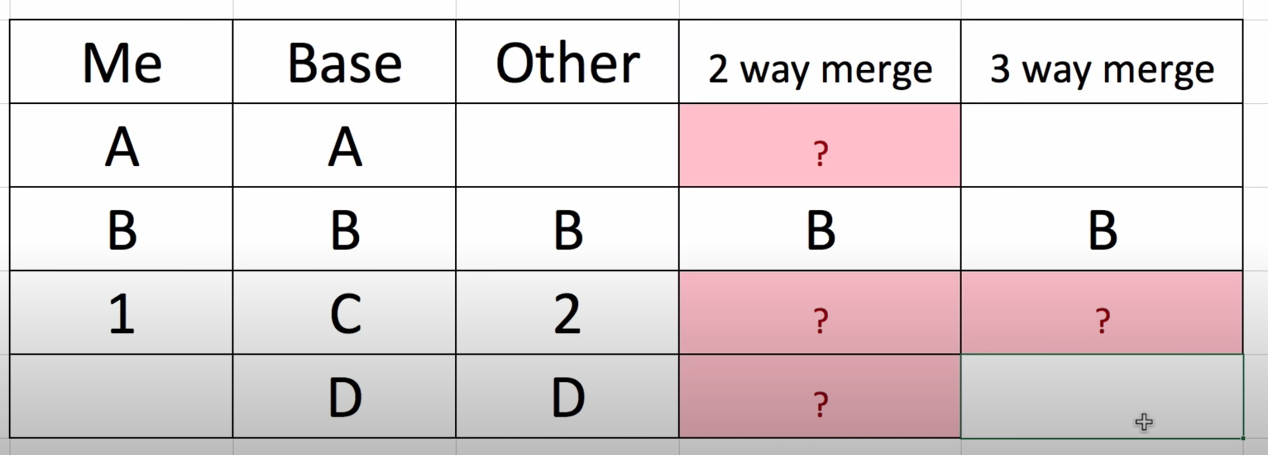 Me Base Other 2 way merge 3 way merge
A A ?
B B B B B
1 C 2 ? ?
D D ?